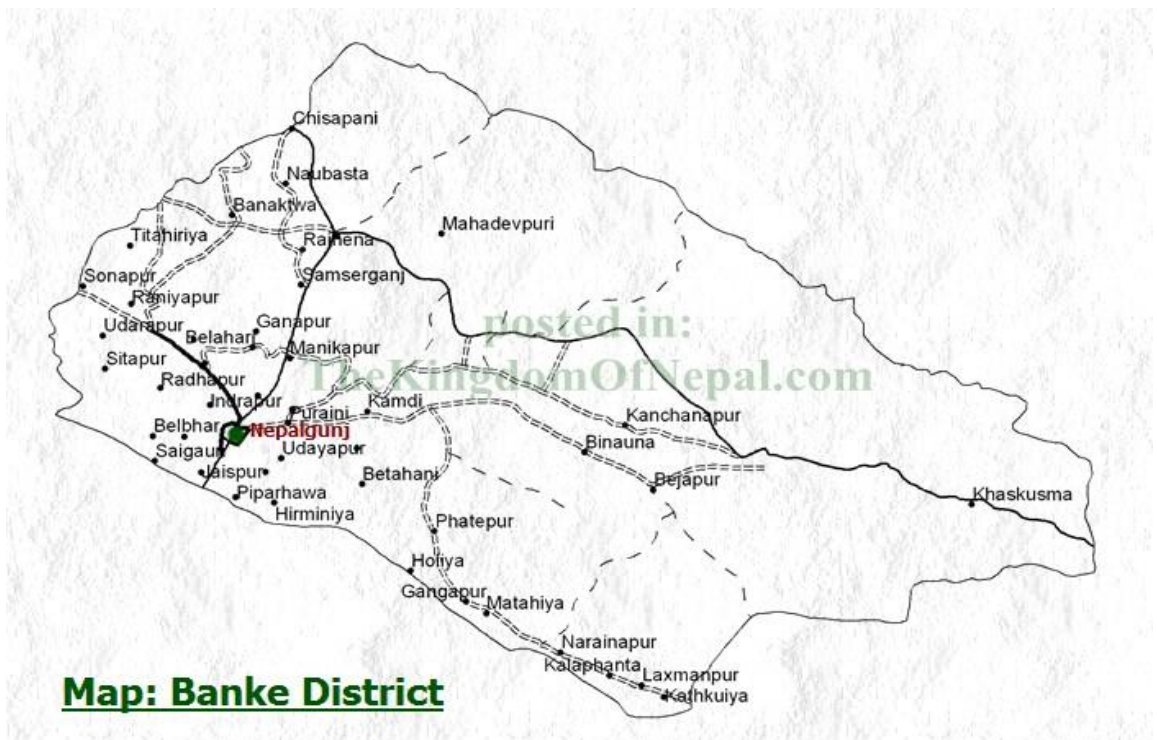 Chisapani
Naubasta
Banaktwa
Mahadevpuri
Titahiriya
Rajhena
Sonapur
Samserganj
Raniyapur
posted in:
Udarapur
Ganapur
Belahari
Sitapur
Manikapur
TheKingdomOfNepal.com
Radhapur
Indrapur
Kamdi
Puraini
Kanchanapur
Belbhar
Nepalgunj
Binauna
Saigaun
Udayapur
Jaispur
Betahani
Bejapur
Piparhawa
Khaskusma
Hirminiya
Phatepur
Holiya
Gangapur
Matahiya
Narainapur
Kalaphanta
Laxmanpur
Kathkuiya
Map: Banke District